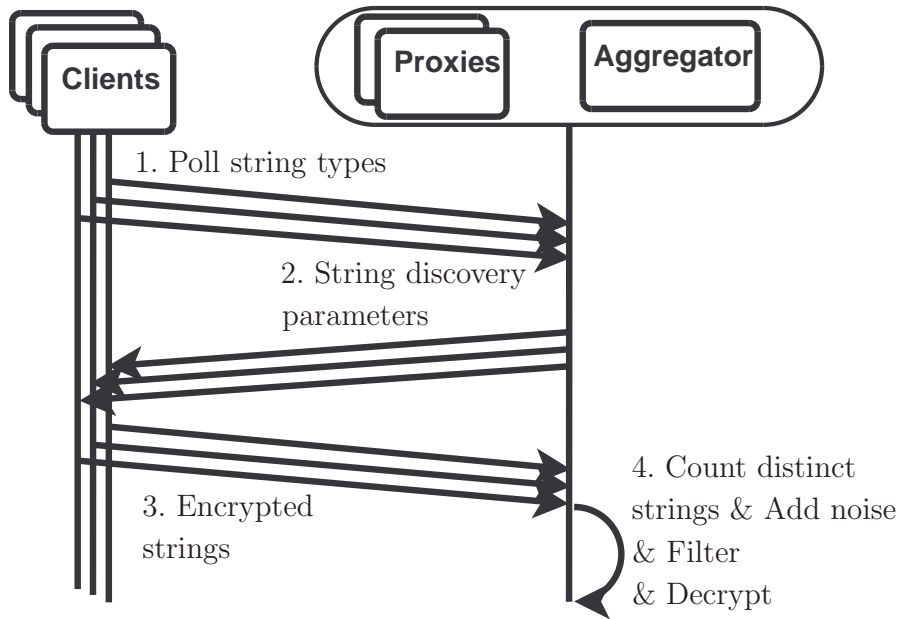 Clients
Proxies
Aggregator
1. Poll string types
2. String discovery
parameters
3. Encrypted
strings
4. Count distinct
strings & Add noise
& Filter
& Decrypt